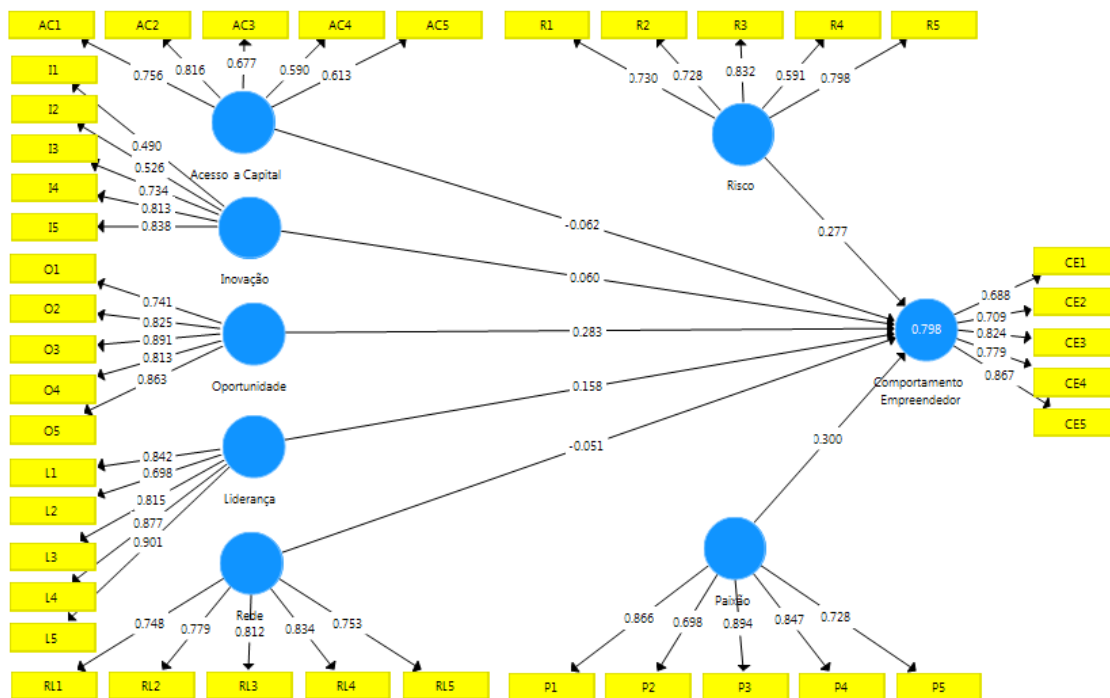 AC1 AC2 AC3 AC4 AC5
R1 R2 R3 R4 R5
0.756 0.816 0.677 0.590 0.613
0.730 0.728 0.832 0.591 0.798
I1
I2
I3
I4
I5
0.490
0.526
0.734
0.813
0.838
Acesso a Capital
Risco
-0.062
0.277
Inovação
0.060
O1
O2
O3
O4
O5
0.741
0.825
0.891
0.813
0.863
Oportunidade
0.283
0.798
Comportamento
Empreendedor
CE1
CE2
CE3
CE4
CE5
0.688
0.709
0.824
0.779
0.867
L1
L2
L3
L4
L5
0.842
0.698
0.815
0.877
0.901
Liderança
0.158
-0.051
0.300
Rede
Paixão
0.748 0.779 0.812 0.834 0.753
0.866 0.698 0.894 0.847 0.728
RL1 RL2 RL3 RL4 RL5
P1 P2 P3 P4 P5